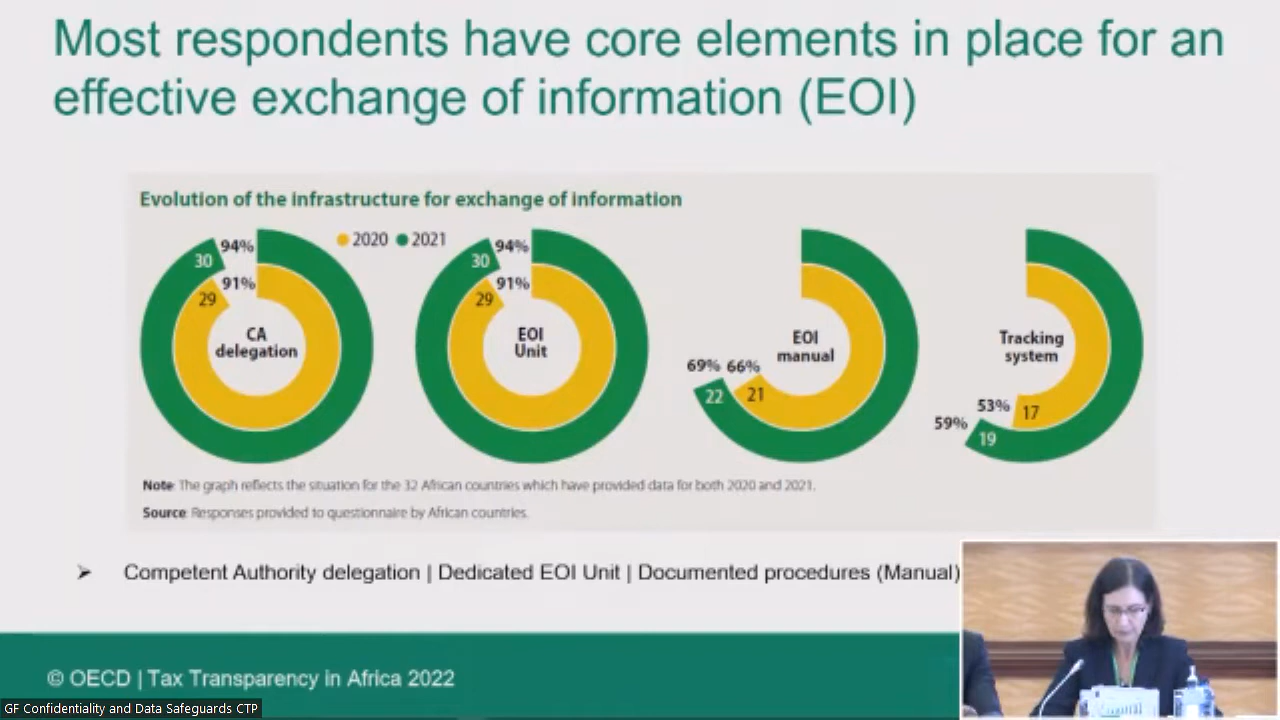 Most respondents have core elements in place for an
effective exchange of information (EOI)
Evolution of the infrastructure for exchange of information
2020 2021
94%
30
91%
29
CA
delegation
94%
30
91%
29
EOI
Unit
EOI
manual
69% 66%
22
21
Tracking
system
53%
17
59%
19
Note: The graph reflects the situation for the 32 African countries which have provided data for both 2020 and 2021.
Source: Responses provided to questionnaire by African countries.
➢ Competent Authority delegation | Dedicated EOI Unit | Documented procedures (Manual)
© OECD | Tax Transparency in Africa 2022
GF Confidentiality and Data Safeguards CTP